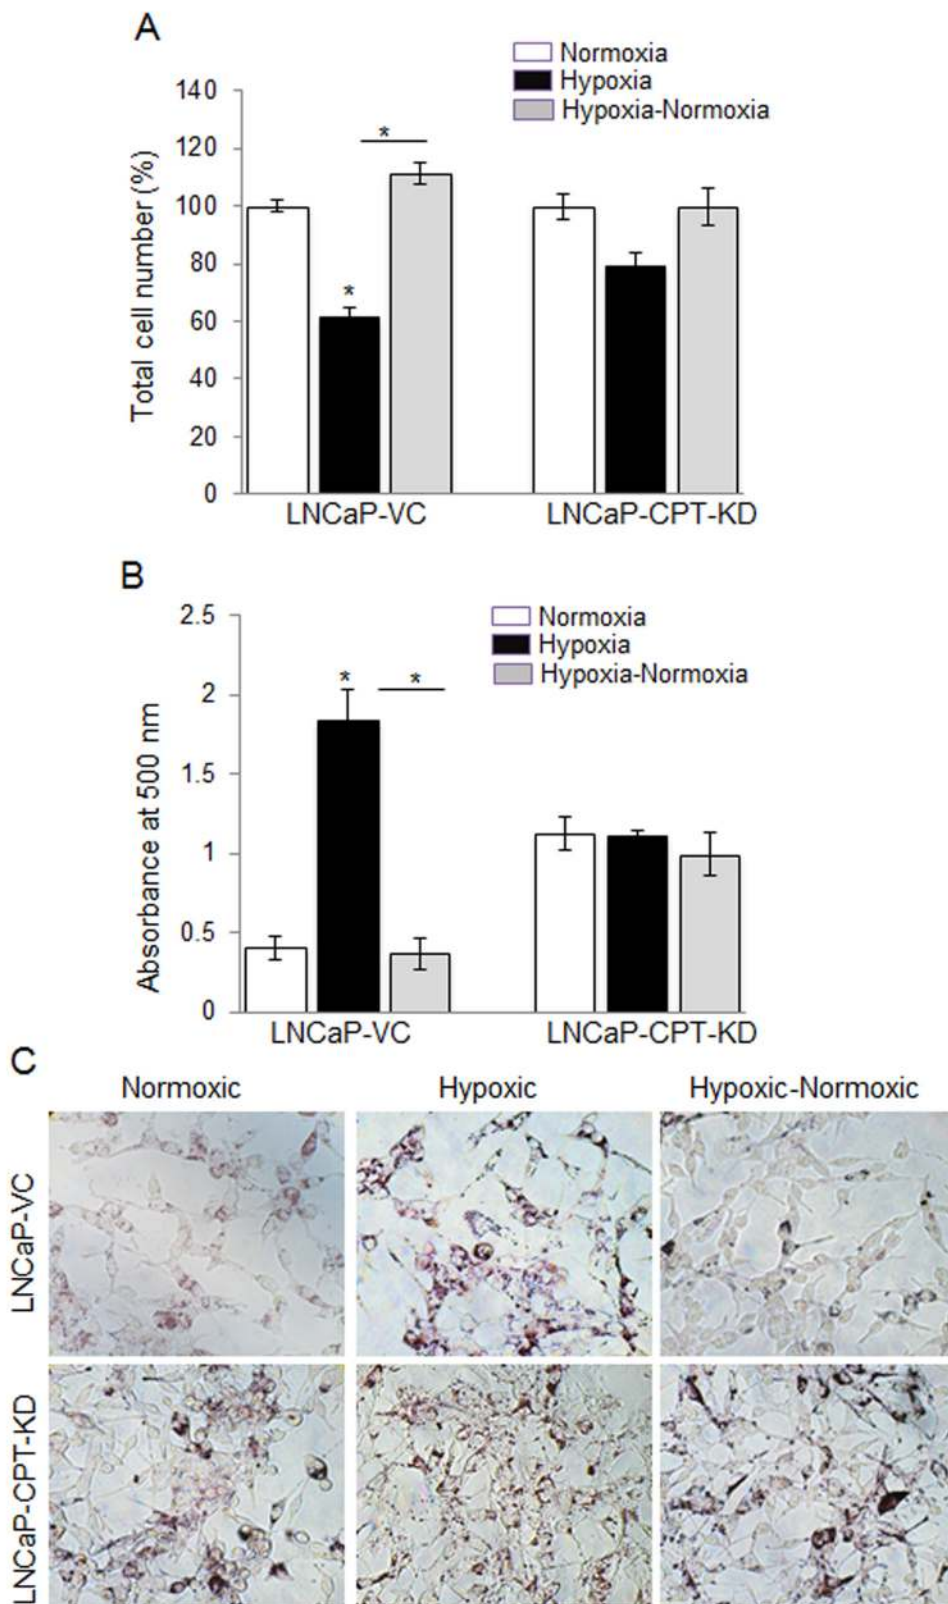 A
Normoxia
Hypoxia
Hypoxia-Normoxia
140
120
100
80
60
40
20
0
Total cell number (%)
*
*
LNCaP-VC
LNCaP-CPT-KD
B
Normoxia
Hypoxia
Hypoxia-Normoxia
2.5
2
1.5
1
0.5
0
Absorbance at 500 nm
*
*
LNCaP-VC
LNCaP-CPT-KD
C
Normoxic
Hypoxic
Hypoxic-Normoxic
LNCaP-VC
LNCaP-CPT-KD